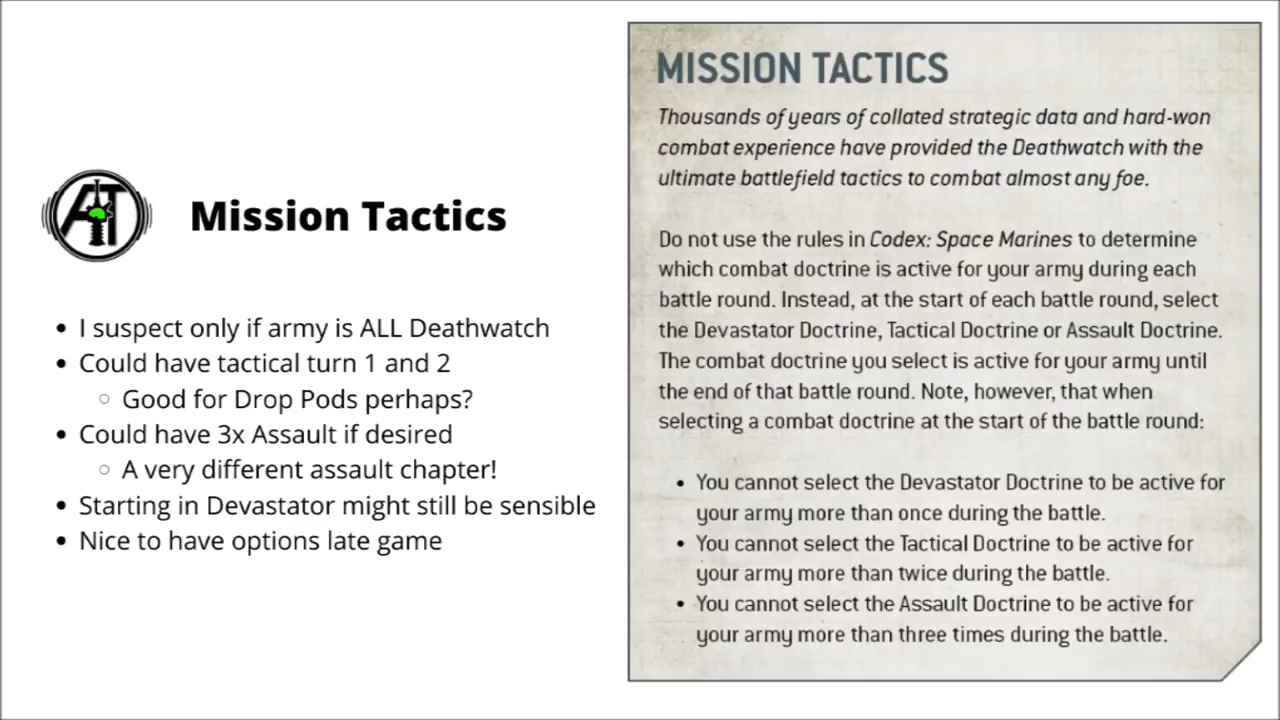 AT
Mission Tactics
• I suspect only if army is ALL Deathwatch
• Could have tactical turn 1 and 2
○ Good for Drop Pods perhaps?
• Could have 3x Assault if desired
○ A very different assault chapter!
• Starting in Devastator might still be sensible
• Nice to have options late game
MISSION TACTICS
Thousands of years of collated strategic data and hard-won
combat experience have provided the Deathwatch with the
ultimate battlefield tactics to combat almost any foe.
Do not use the rules in Codex: Space Marines to determine
which combat doctrine is active for your army during each
battle round. Instead, at the start of each battle round, select
the Devastator Doctrine, Tactical Doctrine or Assault Doctrine.
The combat doctrine you select is active for your army until
the end of that battle round. Note, however, that when
selecting a combat doctrine at the start of the battle round:
• You cannot select the Devastator Doctrine to be active for
your army more than once during the battle.
• You cannot select the Tactical Doctrine to be active for
your army more than twice during the battle.
• You cannot select the Assault Doctrine to be active for
your army more than three times during the battle.